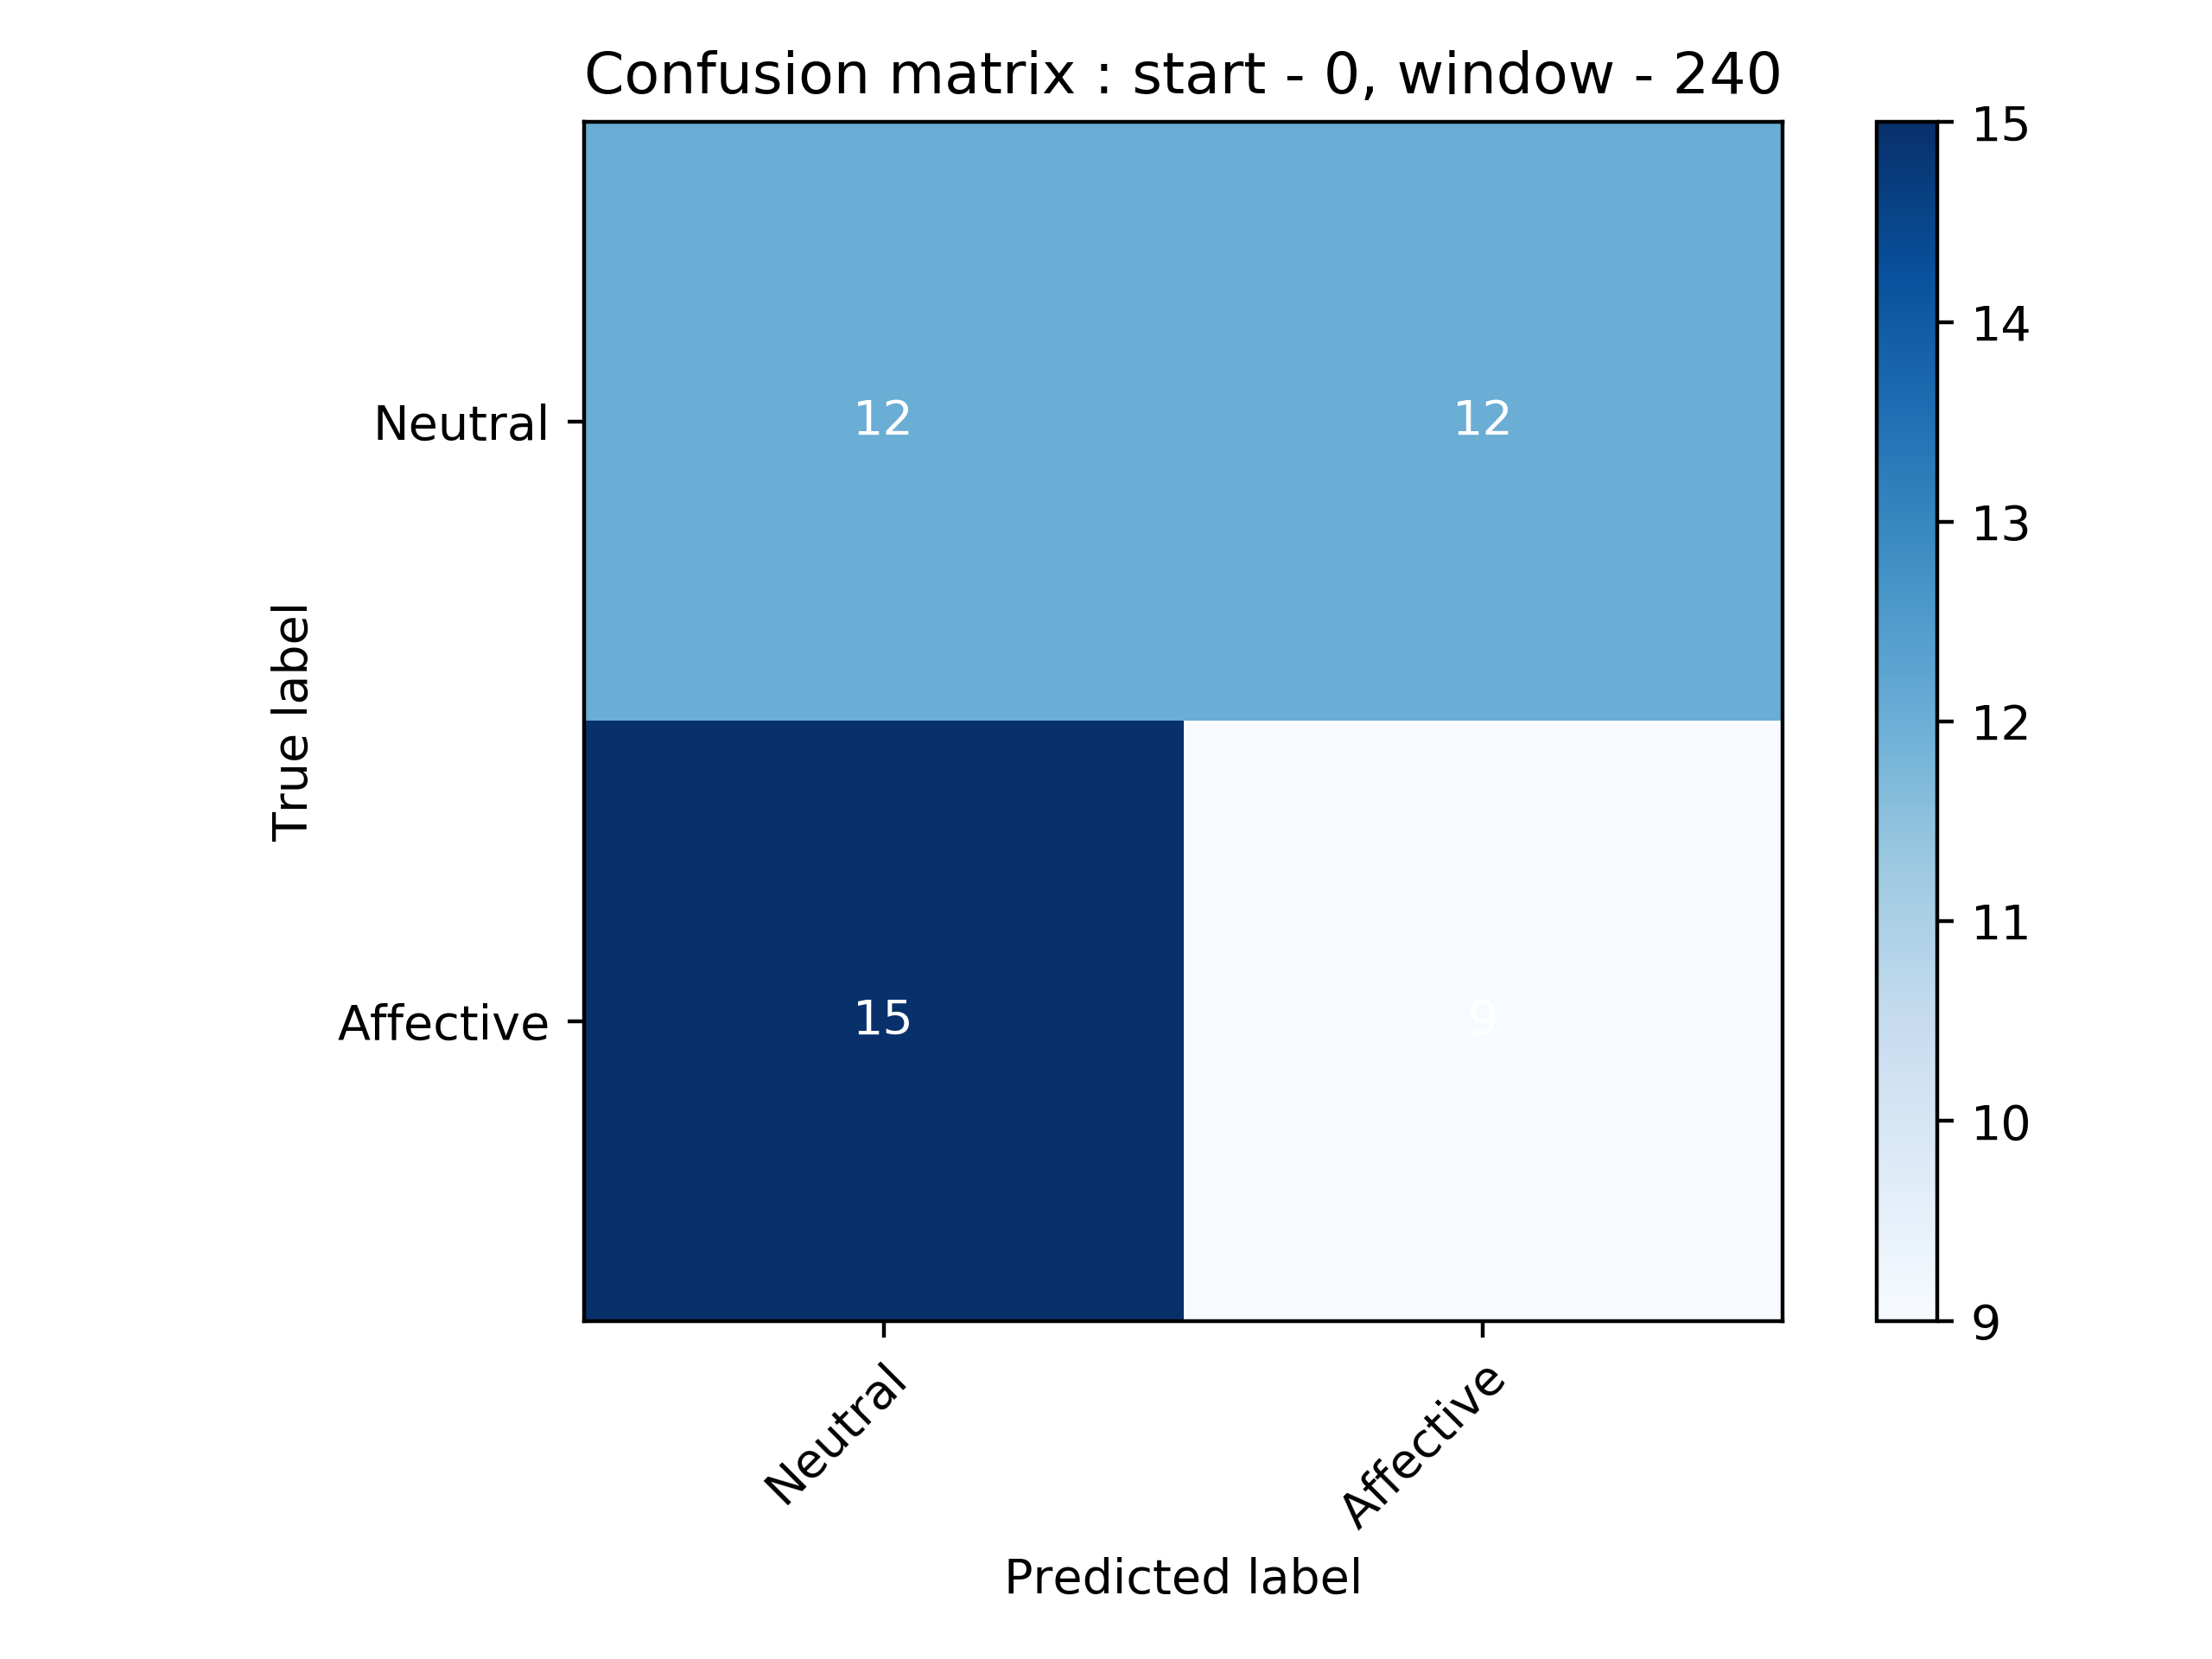 Confusion matrix : start - 0, window - 240
True label
Neutral
Affective
12
12
15
9
Neutral
Affective
Predicted label
15
14
13
12
11
10
9